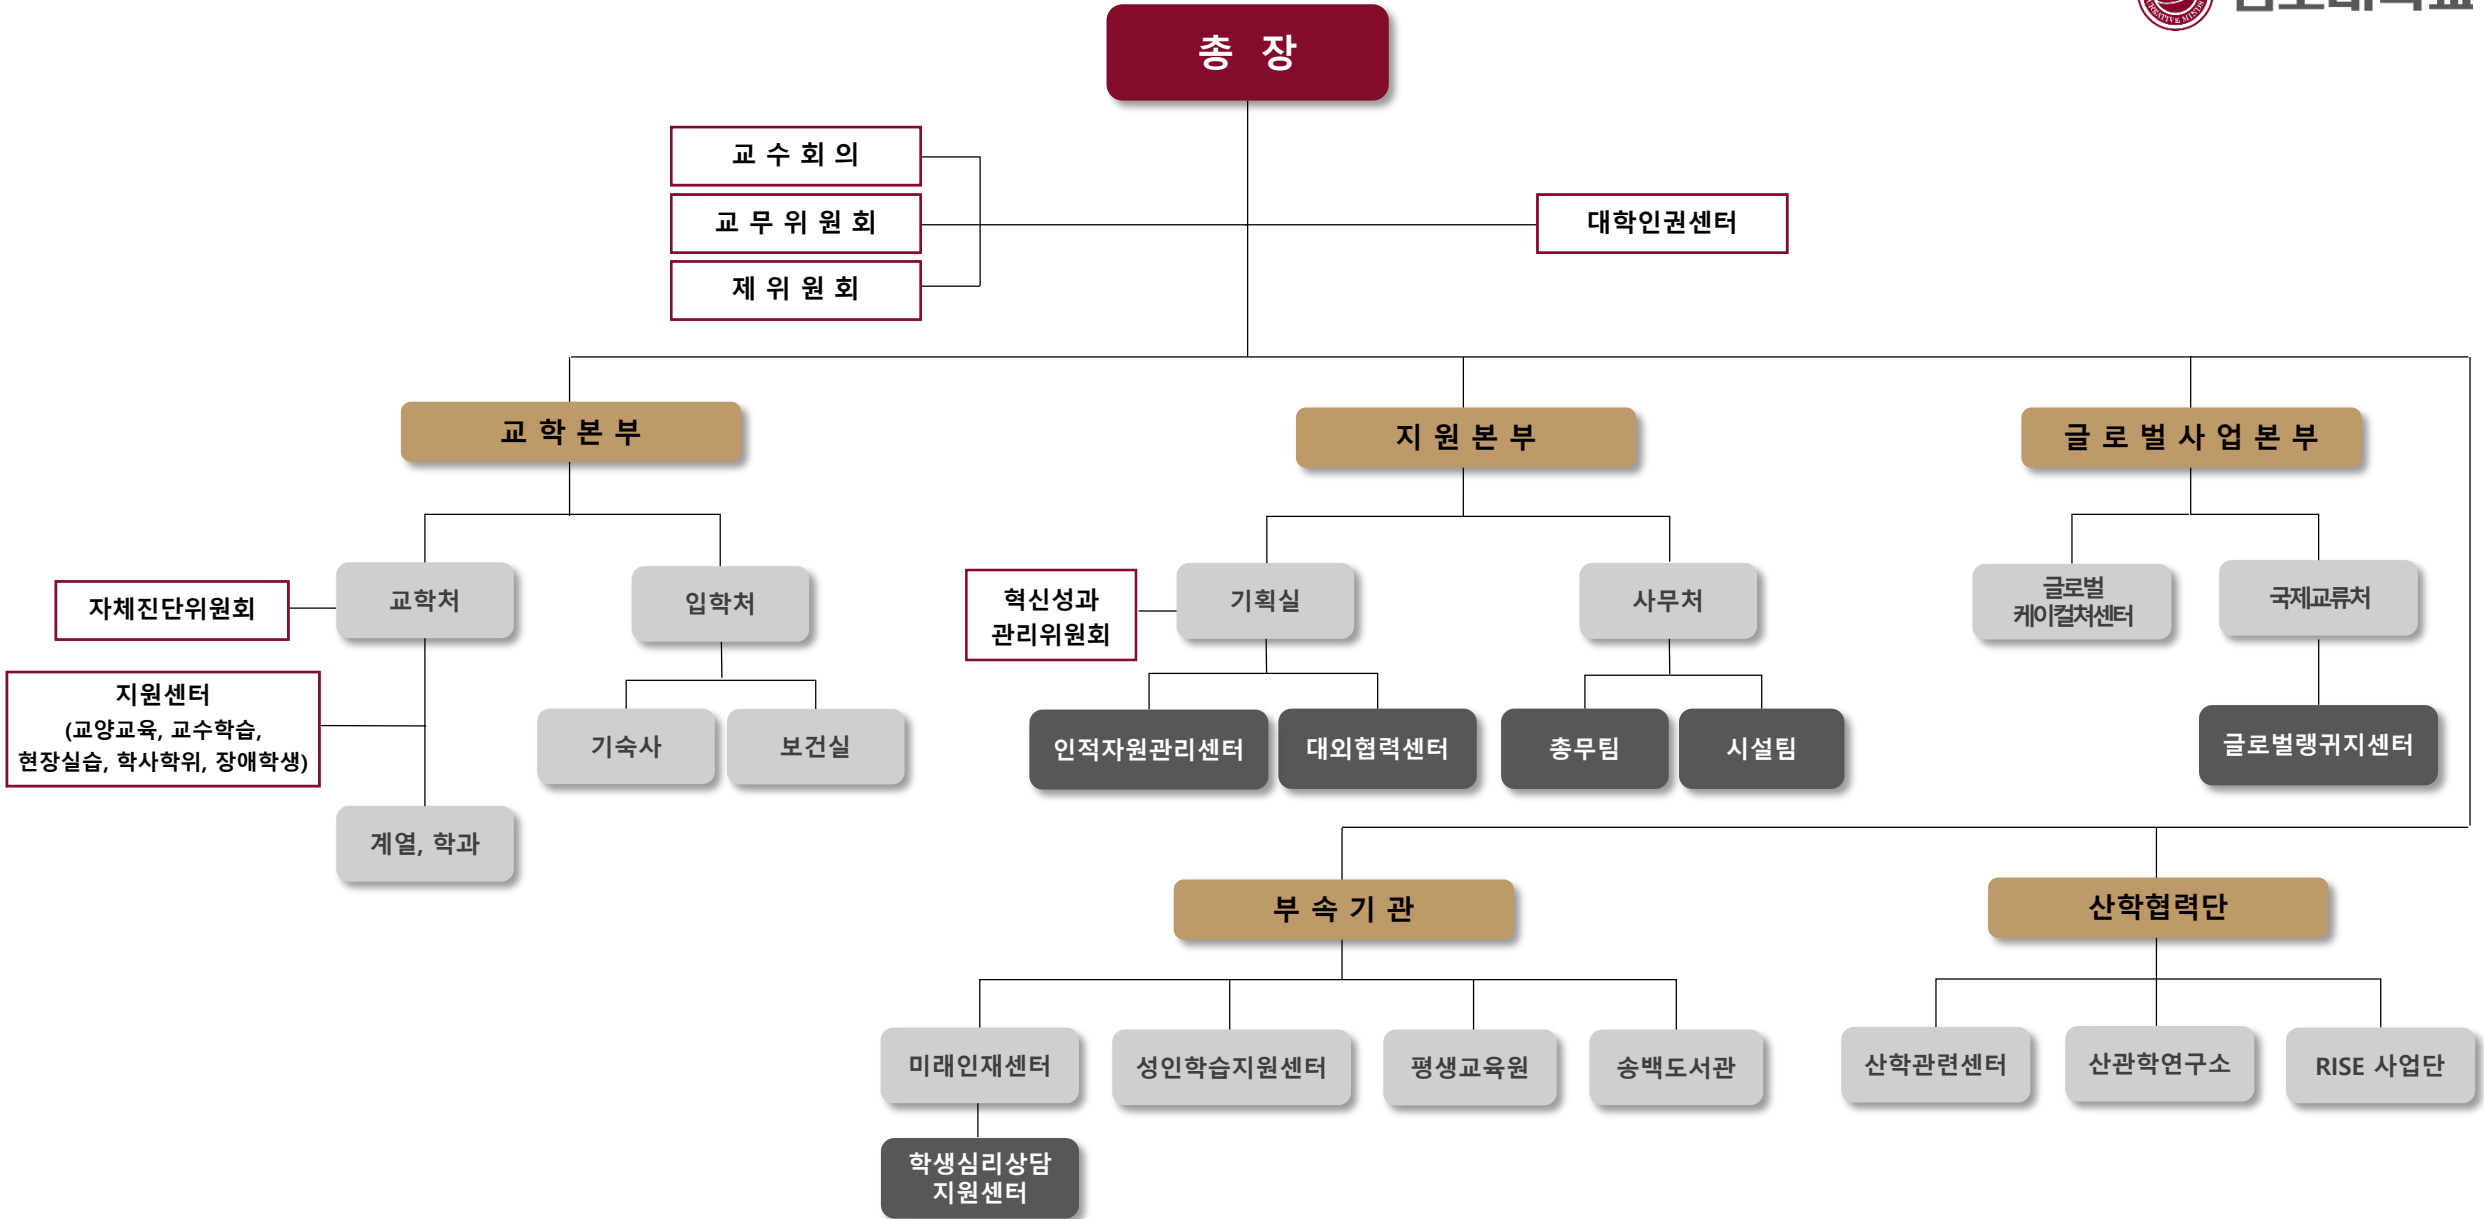 총 장
교 수 회 의
교 무 위 원 회
제 위 원 회
대학인권센터
교 학 본 부
지 원 본 부
글 로 벌 사 업 본 부
자체진단위원회
교학처
입학처
혁신성과
관리위원회
기획실
사무처
글로벌
케이컬쳐센터
국제교류처
지원센터
(교양교육, 교수학습,
현장실습, 학사학위, 장애학생)
기숙사
보건실
인적자원관리센터
대외협력센터
총무팀
시설팀
글로벌랭귀지센터
계열, 학과
부 속 기 관
산학협력단
미래인재센터
성인학습지원센터
평생교육원
송백도서관
산학관련센터
산관학연구소
RISE 사업단
학생심리상담
지원센터